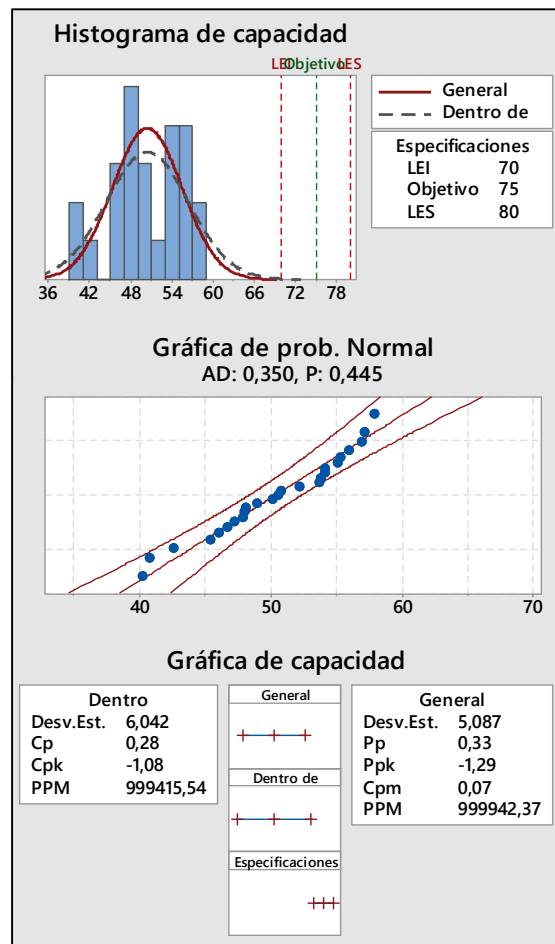 Histograma de capacidad
LEI Objetivo LES
General
Dentro de
Especificaciones
LEI 70
Objetivo 75
LES 80
36 42 48 54 60 66 72 78
Gráfica de prob. Normal
AD: 0,350, P: 0,445
40 50 60 70
Gráfica de capacidad
Dentro
Desv.Est. 6,042
Cp 0,28
Cpk -1,08
PPM 999415,54
General
Dentro de
Especificaciones
General
Desv.Est. 5,087
Pp 0,33
Ppk -1,29
Cpm 0,07
PPM 999942,37